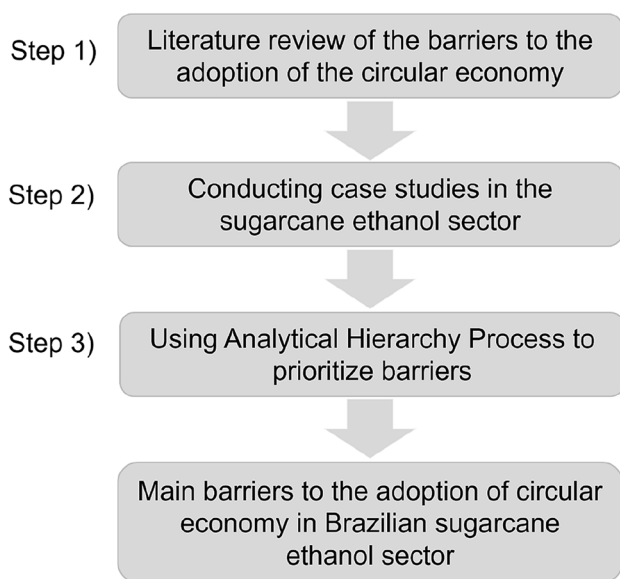 Step 1)
Literature review of the barriers to the
adoption of the circular economy
Step 2)
Conducting case studies in the
sugarcane ethanol sector
Step 3)
Using Analytical Hierarchy Process to
prioritize barriers
Main barriers to the adoption of circular
economy in Brazilian sugarcane
ethanol sector